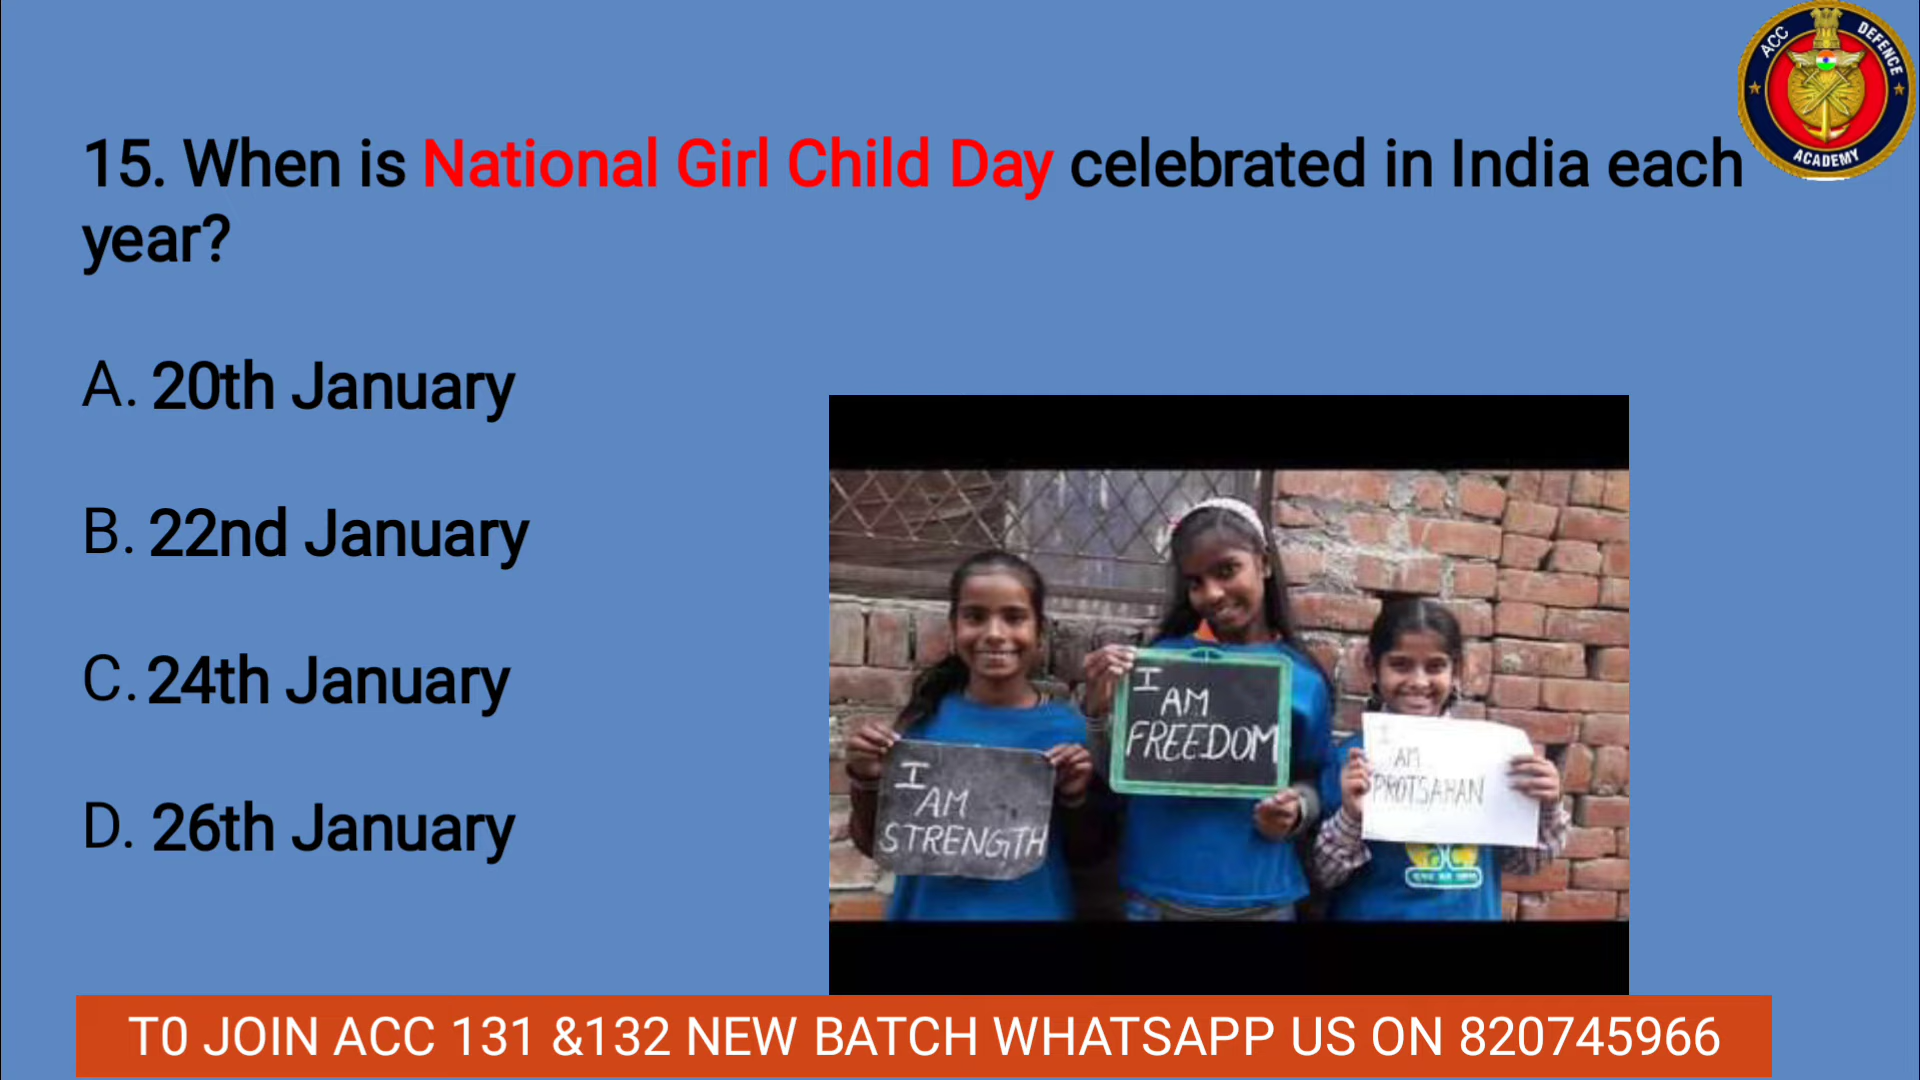 ACC DEFENCE
ACADEMY
15. When is National Girl Child Day celebrated in India each
year?
A. 20th January
B. 22nd January
C. 24th January
D. 26th January
I
AM
STRENGTH
I
AM
FREEDOM
I
AM
PROTSAHAN
T0 JOIN ACC 131 &132 NEW BATCH WHATSAPP US ON 820745966